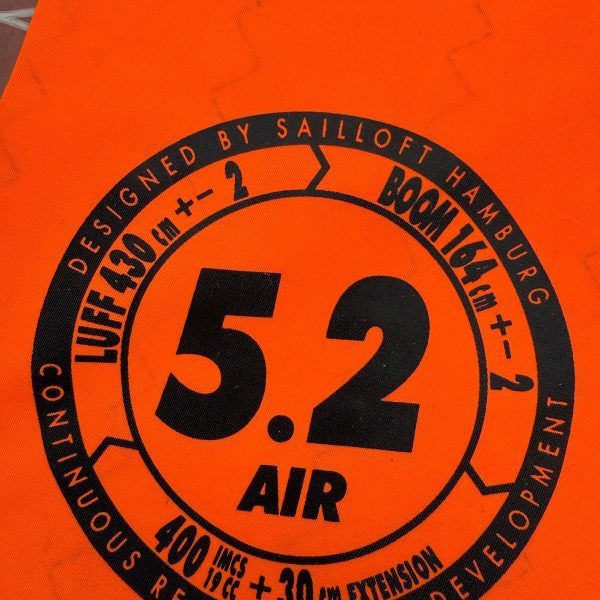 DESIGNED BY SAILLOFT HAMBURG
LUFF 430 cm +- 2
BOOM 164 cm +- 2
5.2
AIR
400 IMCS 19 CC. + 30 cm EXTENSION
CONTINUOUS DEVELOPMENT